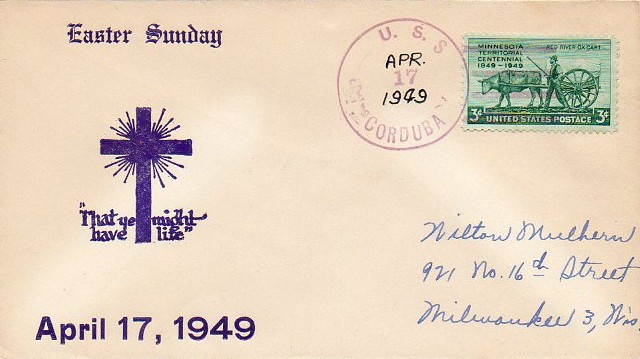 Easter Sunday
U. S. S
APR.
17
1949
CORDUBA
MINNESOTA
TERRITORIAL
CENTENNIAL
1849-1949
RED RIVER OX CART
3¢ UNITED STATES POSTAGE 3¢
"That ye might
have life"
Wilton Mulhern
921 No. 16th Street
Milwaukee 3, Wis.
April 17, 1949